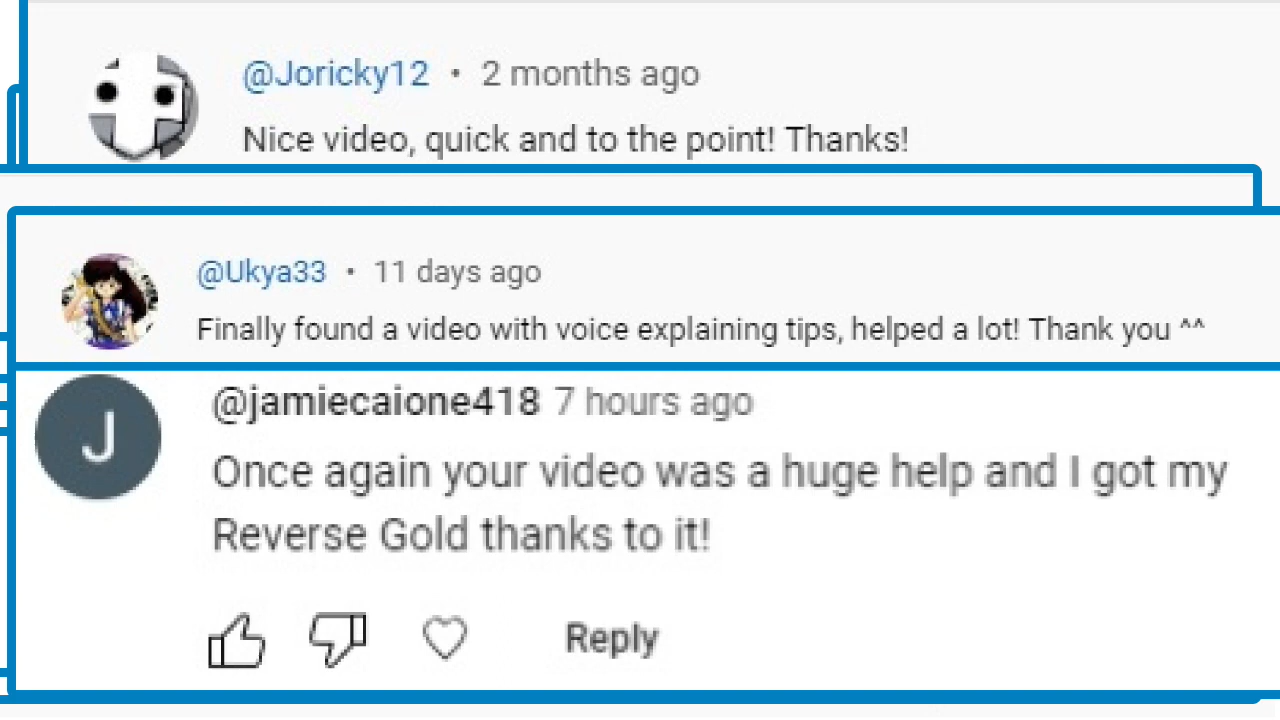 @Joricky12 • 2 months ago
Nice video, quick and to the point! Thanks!
@Ukya33 • 11 days ago
Finally found a video with voice explaining tips, helped a lot! Thank you ^^
J
@jamiecaione418 7 hours ago
Once again your video was a huge help and I got my
Reverse Gold thanks to it!
Reply